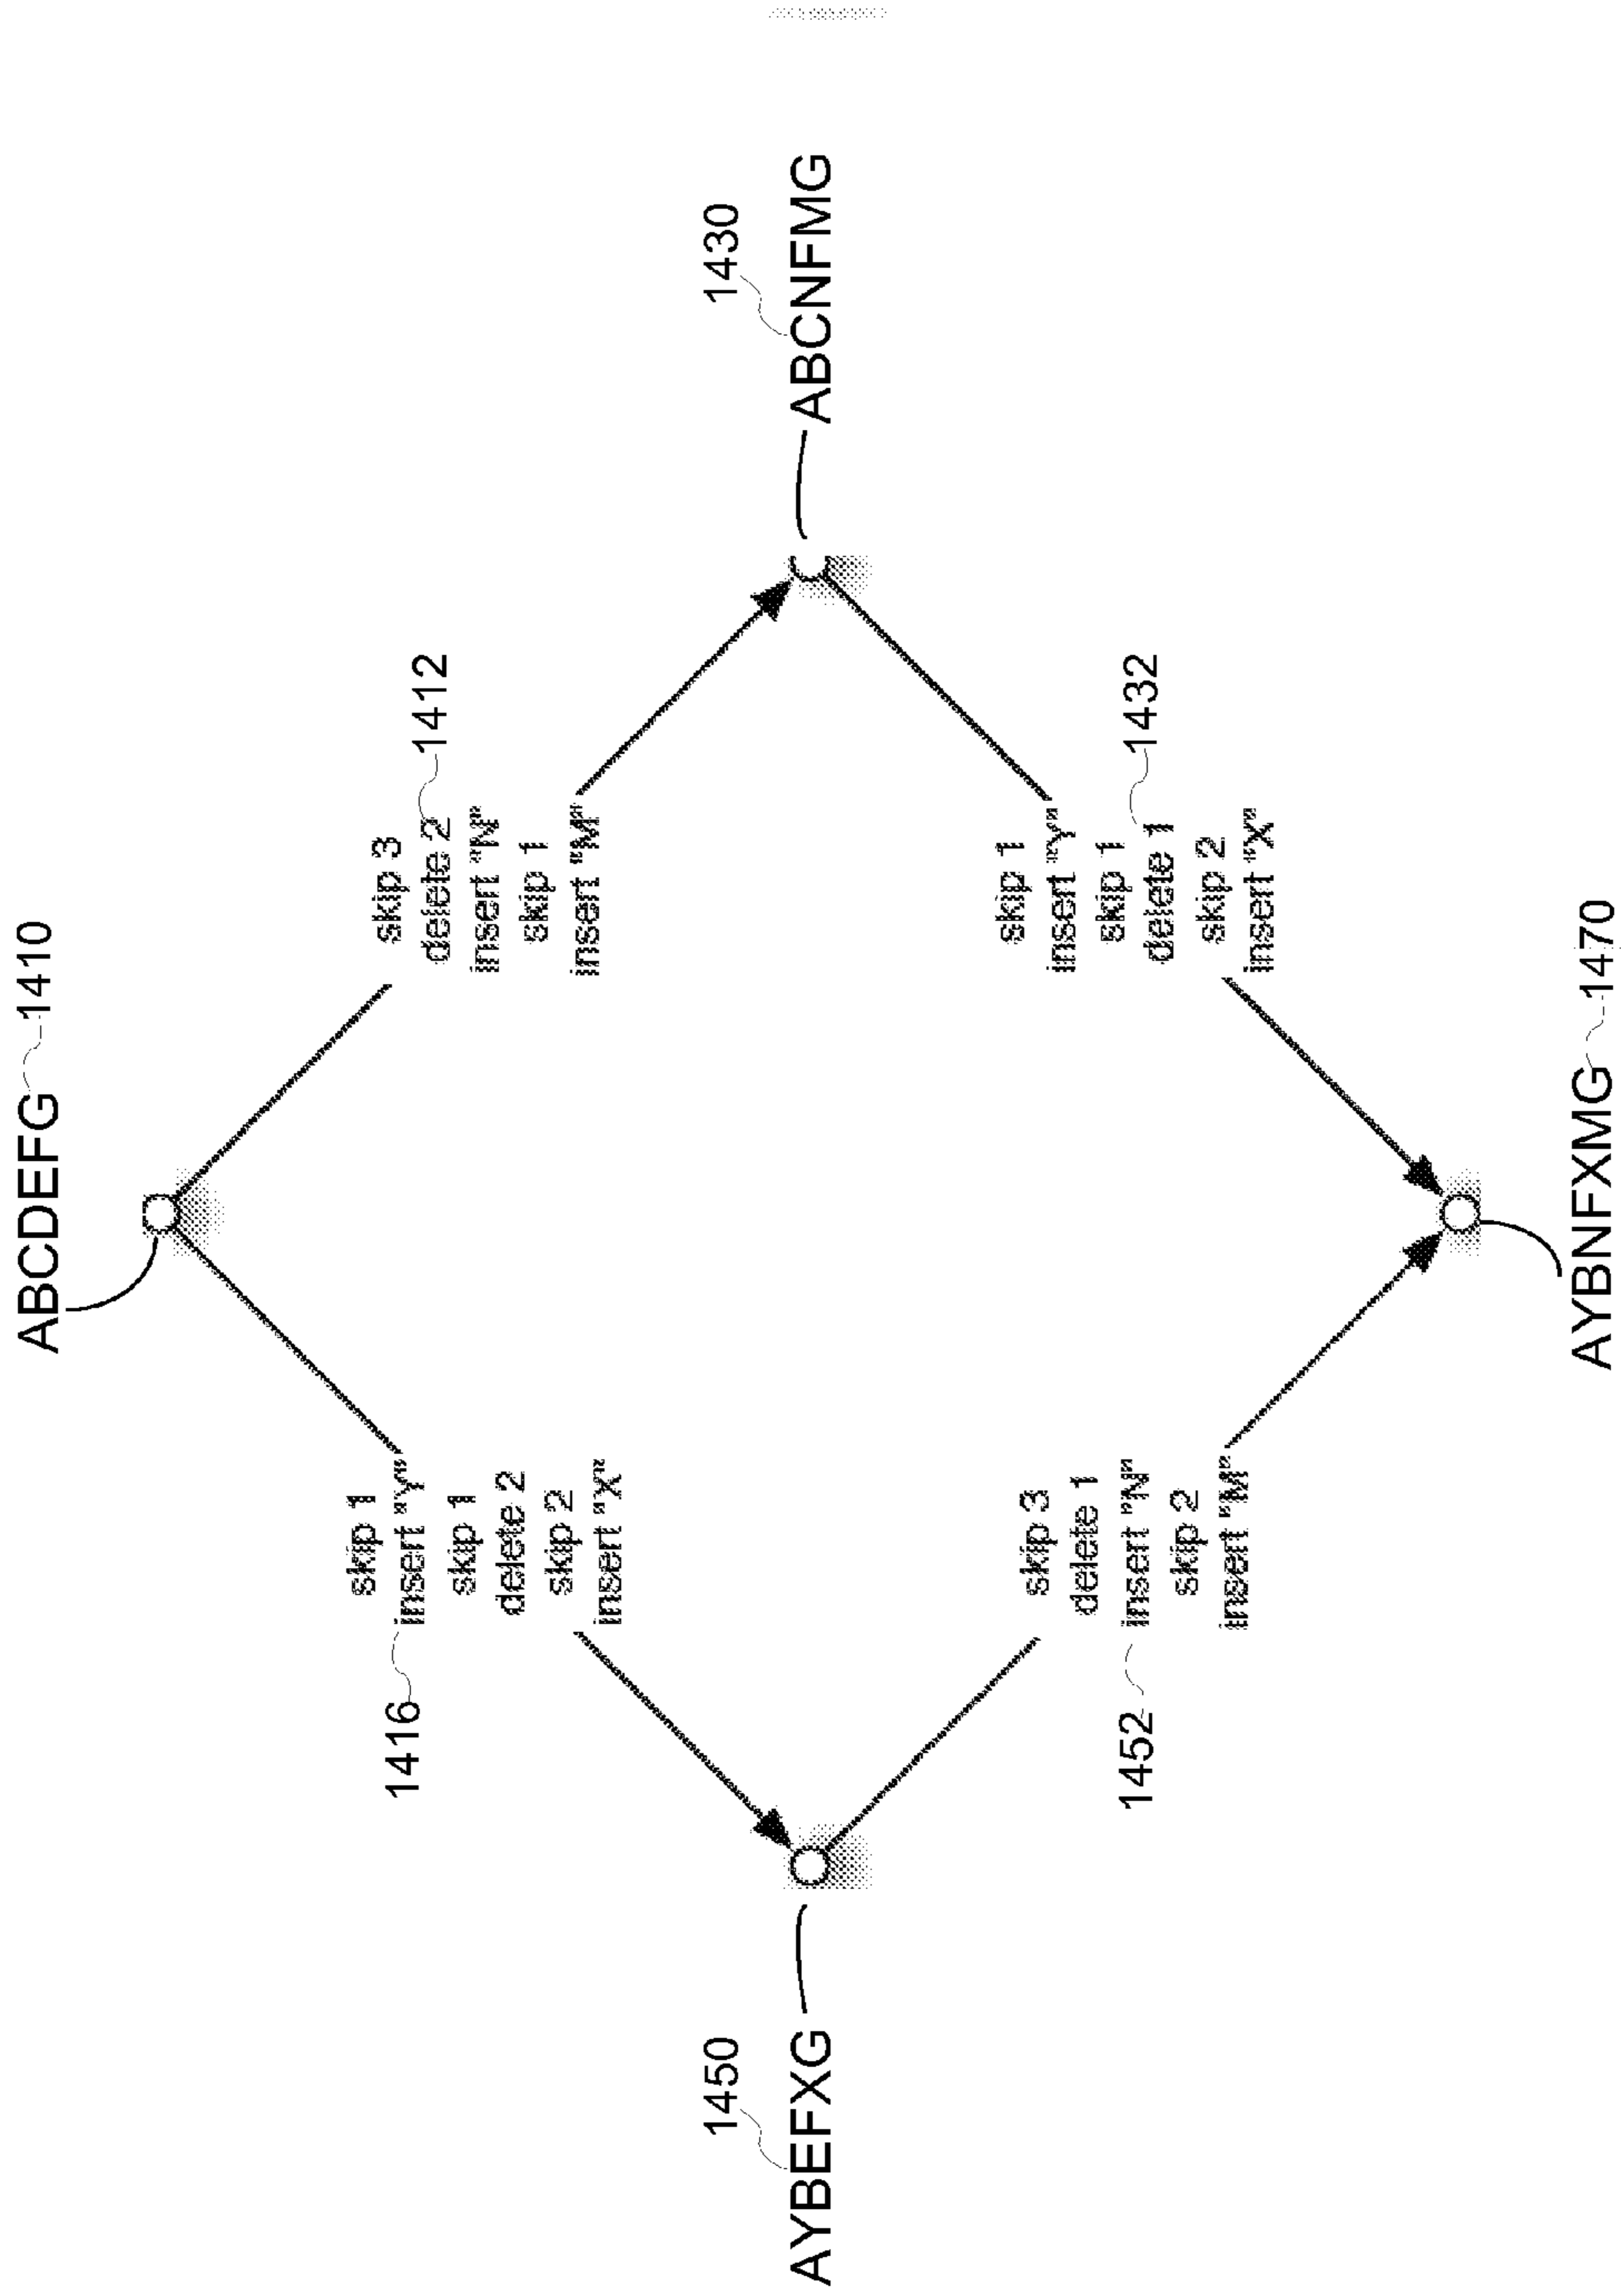 ABCDEFG 1410
skip 1
insert "Y"
skip 1
delete 2
skip 2
insert "X"
1416
skip 3
delete 2
insert "N"
skip 1
insert "M"
1412
1450
AYBEFXG
1430
ABCNFMG
skip 3
delete 1
insert "N"
skip 2
insert "M"
1452
skip 1
insert "Y"
skip 1
delete 1
skip 2
insert "X"
1432
AYBNFXMG 1470